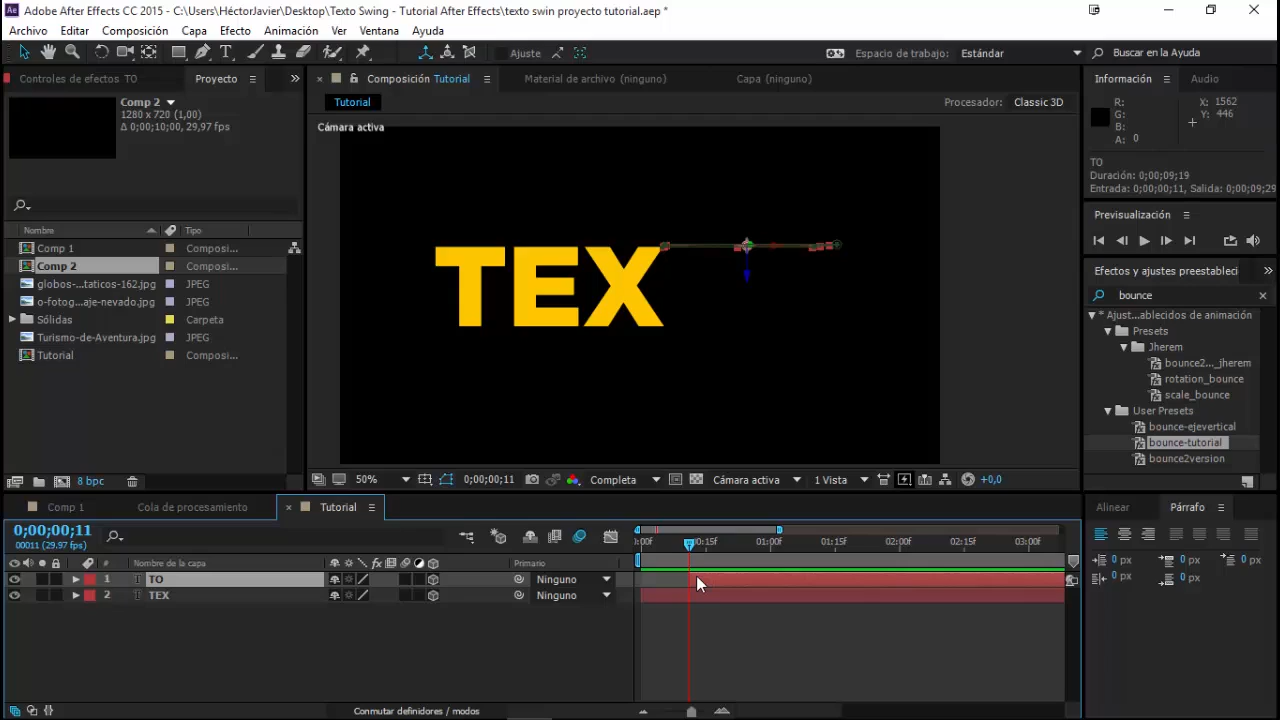 Adobe After Effects CC 2015 - C:\Users\HéctorJavier\Desktop\Texto Swing - Tutorial After Effects\texto swin proyecto tutorial.aep *
Archivo Editar Composición Capa Efecto Animación Ver Ventana Ayuda
Ajuste Espacio de trabajo: Estándar Buscar en la Ayuda
Controles de efectos TO Proyecto
Comp 2
1280 x 720 (1,00)
Δ 0;00;10;00, 29,97 fps
Nombre Tipo
Comp 1 Composi...
Comp 2 Composi...
globos-...taticos-162.jpg JPEG
o-fotog...aje-nevado.jpg JPEG
Sólidas Carpeta
Turismo-de-Aventura.jpg JPEG
Tutorial Composi...
8 bpc
Composición Tutorial Material de archivo (ninguno) Capa (ninguno)
Tutorial Procesador: Classic 3D
Cámara activa
TEX
50% 0;00;00;11 Completa Cámara activa 1 Vista +0,0
Información Audio
R: X: 1562
G: Y: 446
B:
A: 0
TO
Duración: 0;00;09;19
Entrada: 0;00;00;11, Salida: 0;00;09;29
Previsualización
Efectos y ajustes preestableci
bounce
* Ajust...ablecidos de animación
Presets
Jherem
bounce2..._jherem
rotation_bounce
scale_bounce
User Presets
bounce-ejevertical
bounce-tutorial
bounce2version
Comp 1 Cola de procesamiento Tutorial
0;00;00;11
00011 (29.97 fps)
:00f 0:15f 01:00f 01:15f 02:00f 02:15f 03:00f
# Nombre de la capa fx Primario
1 T TO Ninguno
2 T TEX Ninguno
Conmutar definidores / modos
Alinear Párrafo
0 px 0 px 0 px
0 px 0 px